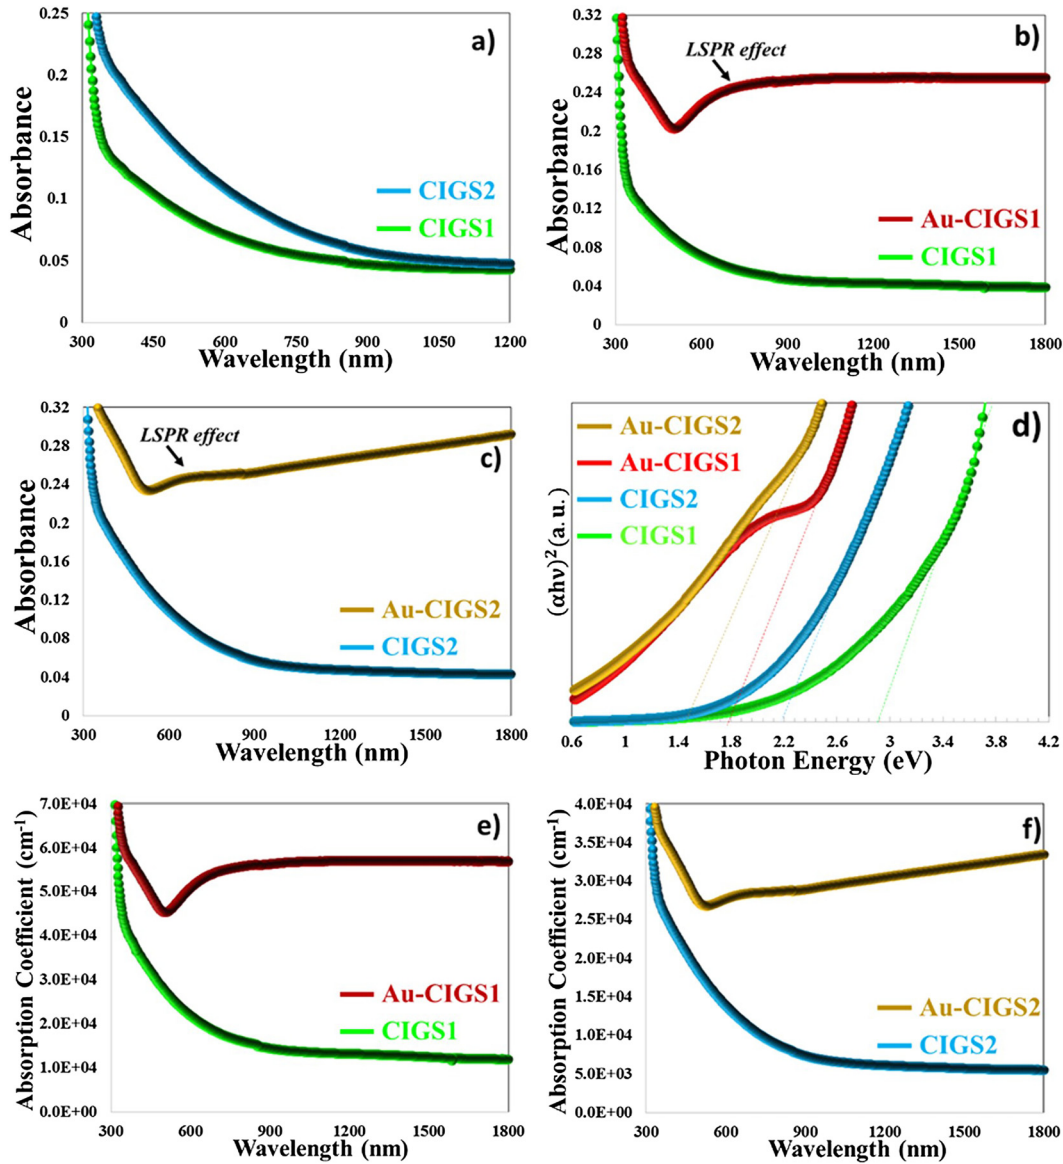 a)
Absorbance
0.25
0.2
0.15
0.1
0.05
0
CIGS2
CIGS1
300 450 600 750 900 1050 1200
Wavelength (nm)
b)
Absorbance
0.32
0.28
0.24
0.2
0.16
0.12
0.08
0.04
0
LSPR effect
Au-CIGS1
CIGS1
300 600 900 1200 1500 1800
Wavelength (nm)
c)
Absorbance
0.32
0.28
0.24
0.2
0.16
0.12
0.08
0.04
0
LSPR effect
Au-CIGS2
CIGS2
300 600 900 1200 1500 1800
Wavelength (nm)
d)
(αhν)² (a. u.)
Au-CIGS2
Au-CIGS1
CIGS2
CIGS1
0.6 1 1.4 1.8 2.2 2.6 3 3.4 3.8 4.2
Photon Energy (eV)
e)
Absorption Coefficient (cm⁻¹)
7.0E+04
6.0E+04
5.0E+04
4.0E+04
3.0E+04
2.0E+04
1.0E+04
0.0E+00
Au-CIGS1
CIGS1
300 600 900 1200 1500 1800
Wavelength (nm)
f)
Absorption Coefficient (cm⁻¹)
4.0E+04
3.5E+04
3.0E+04
2.5E+04
2.0E+04
1.5E+04
1.0E+04
5.0E+03
0.0E+00
Au-CIGS2
CIGS2
300 600 900 1200 1500 1800
Wavelength (nm)